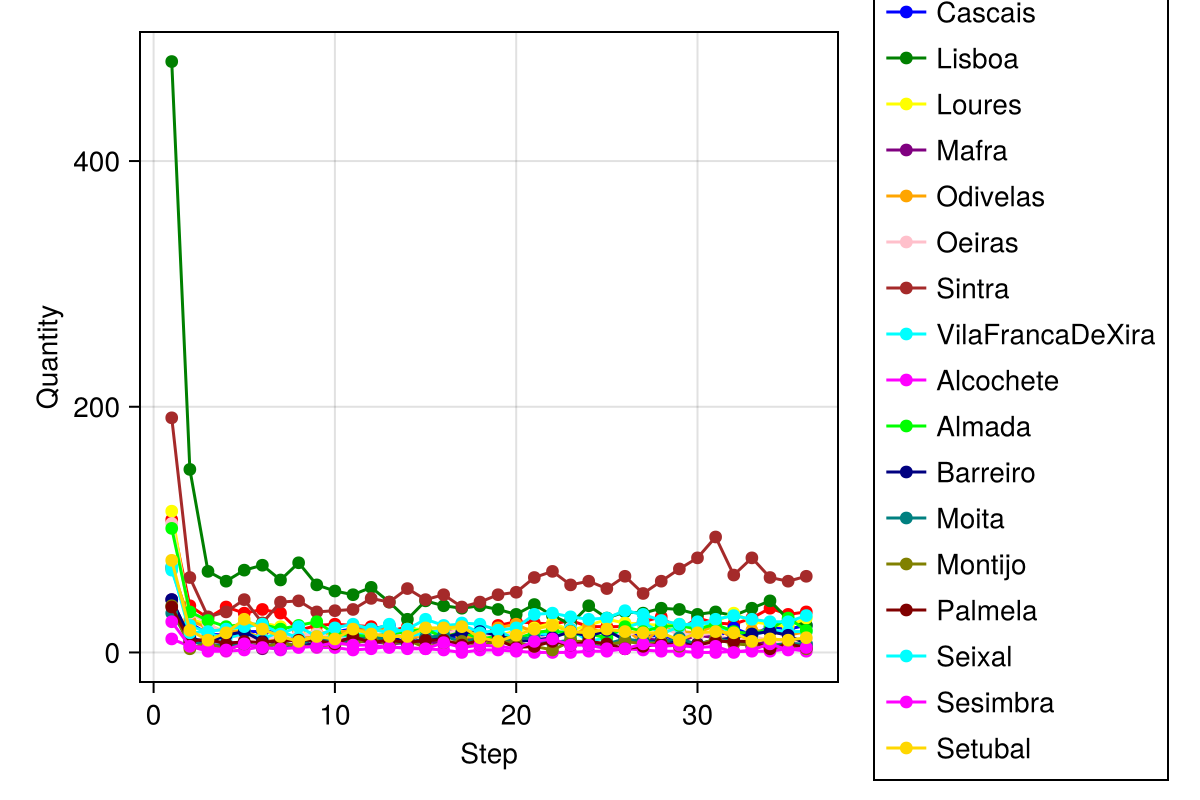 Cascais
Lisboa
Loures
Mafra
Odivelas
Oeiras
Sintra
VilaFrancaDeXira
Alcochete
Almada
Barreiro
Moita
Montijo
Palmela
Seixal
Sesimbra
Setubal
Quantity
400
200
0
0
10
20
30
Step